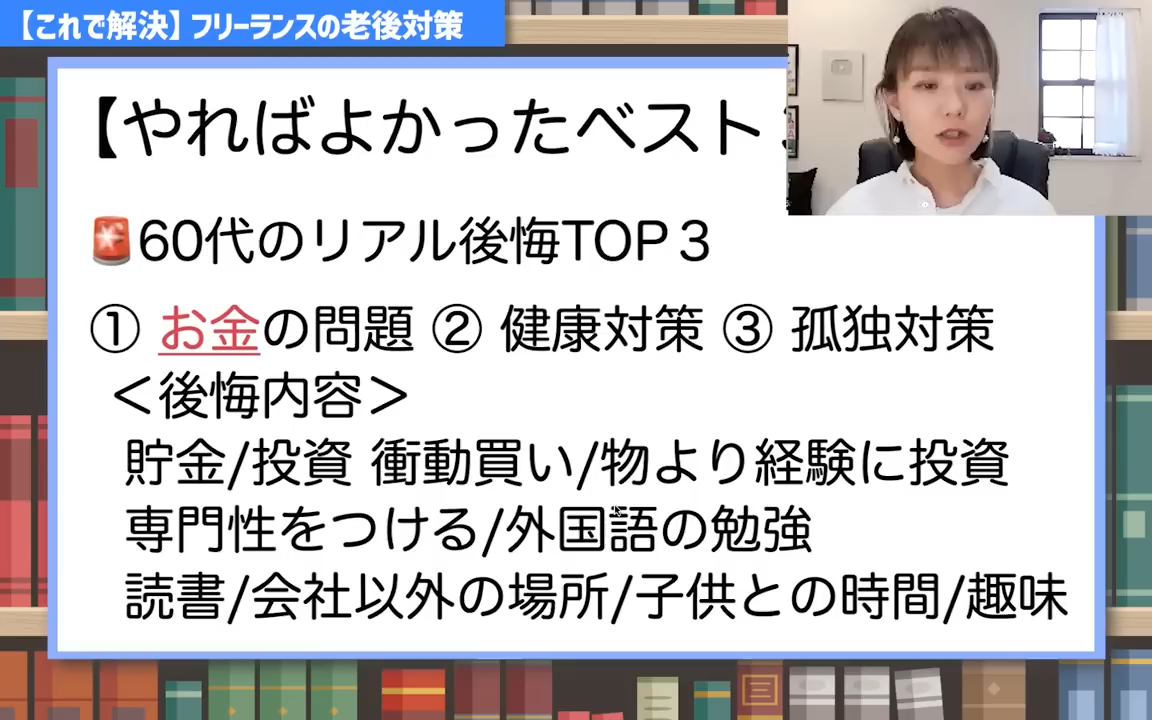 【これで解決】フリーランスの老後対策
【やればよかったベスト
🚨60代のリアル後悔TOP３
① お金の問題 ② 健康対策 ③ 孤独対策
＜後悔内容＞
貯金/投資 衝動買い/物より経験に投資
専門性をつける/外国語の勉強
読書/会社以外の場所/子供との時間/趣味